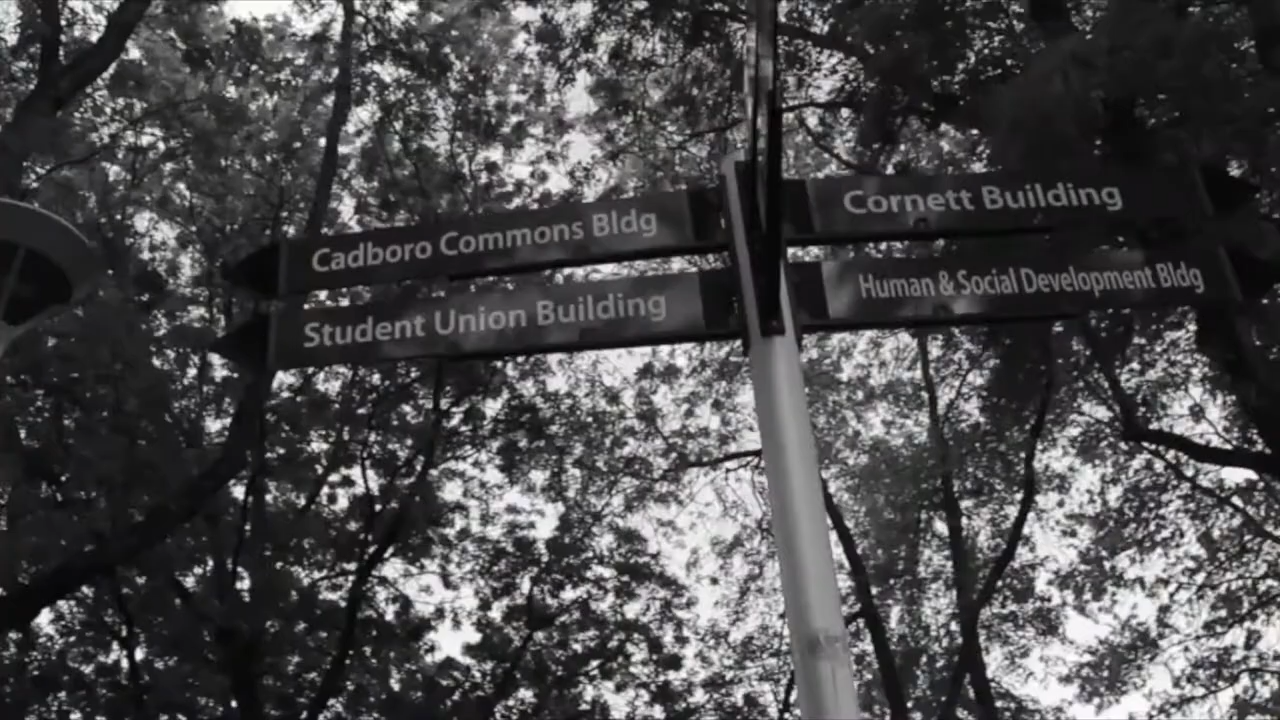 Cadboro Commons Bldg
Student Union Building
Cornett Building
Human & Social Development Bldg